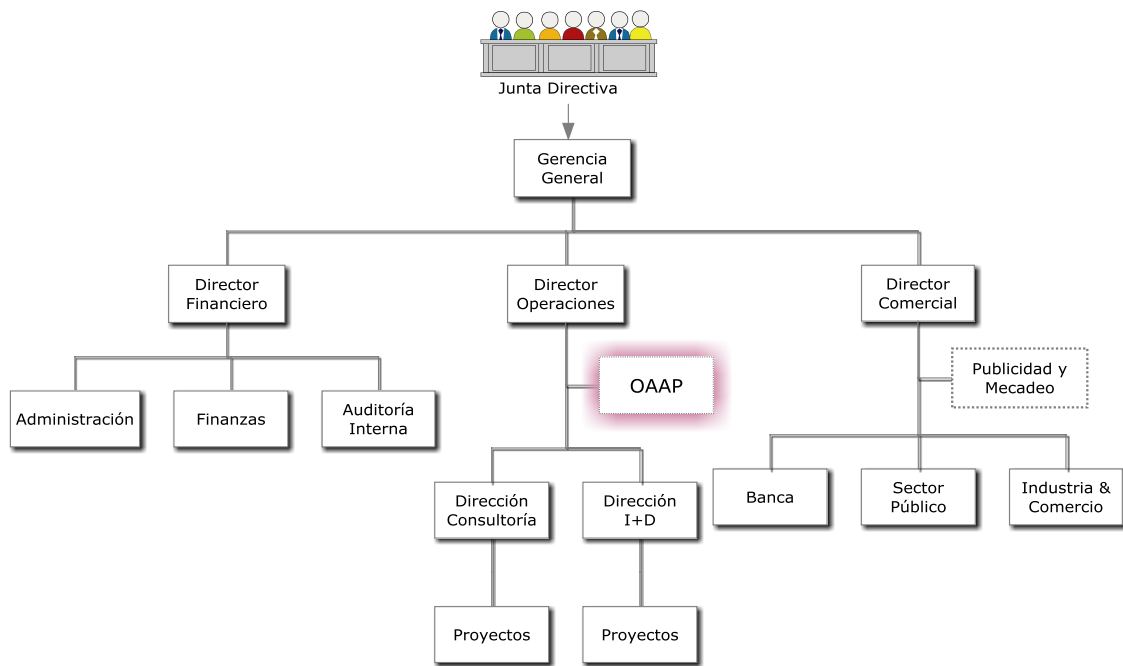 Junta Directiva
Gerencia
General
Director
Financiero
Director
Operaciones
Director
Comercial
OAAP
Publicidad y
Mecadeo
Administración
Finanzas
Auditoría
Interna
Dirección
Consultoría
Dirección
I+D
Banca
Sector
Público
Industria &
Comercio
Proyectos
Proyectos